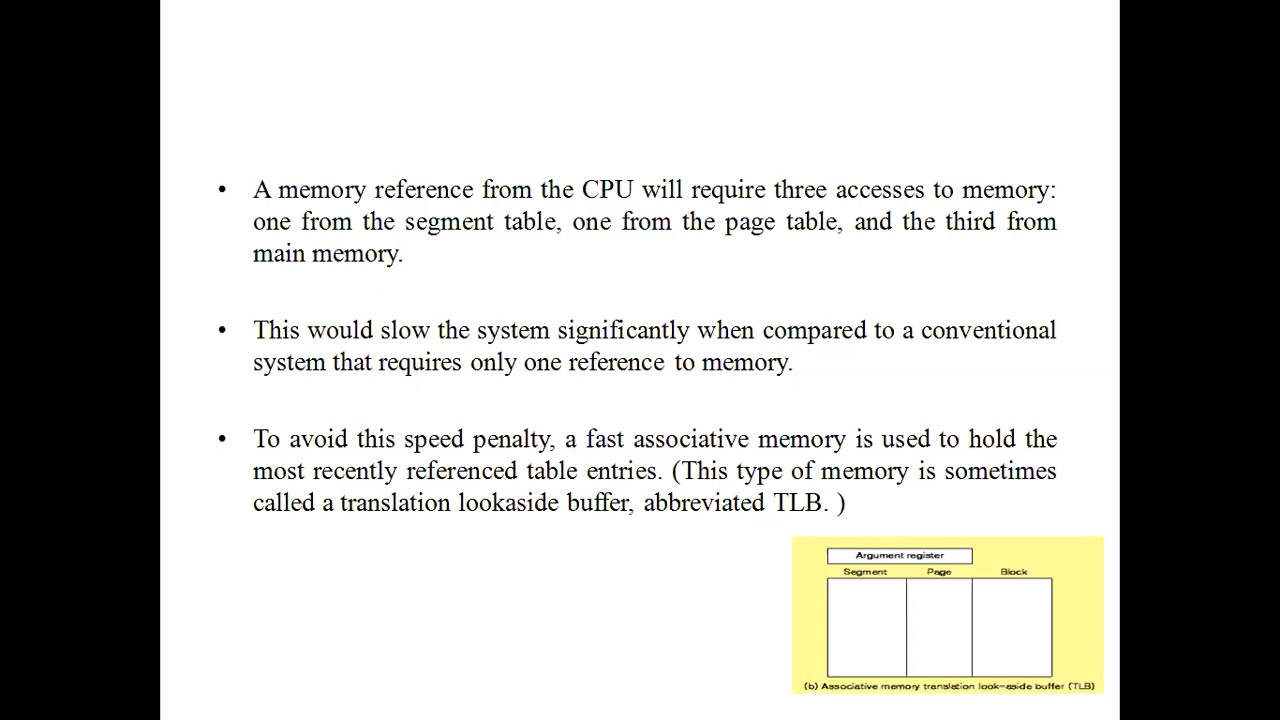 • A memory reference from the CPU will require three accesses to memory:
one from the segment table, one from the page table, and the third from
main memory.
• This would slow the system significantly when compared to a conventional
system that requires only one reference to memory.
• To avoid this speed penalty, a fast associative memory is used to hold the
most recently referenced table entries. (This type of memory is sometimes
called a translation lookaside buffer, abbreviated TLB. )
Argument register
Segment Page Block
(b) Associative memory translation look-aside buffer (TLB)